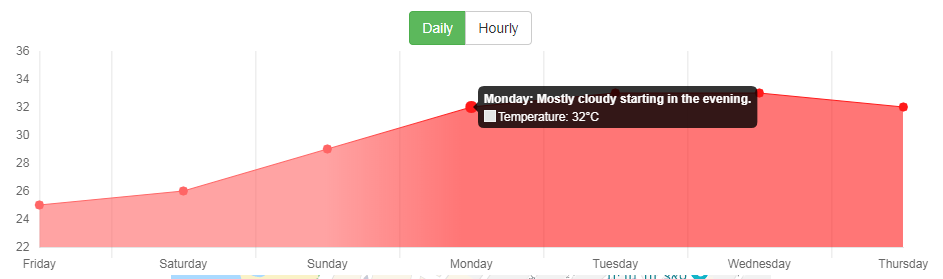 Daily Hourly
36
34
Monday: Mostly cloudy starting in the evening.
32
Temperature: 32°C
30
28
26
24
22
Friday Saturday Sunday Monday Tuesday Wednesday Thursday